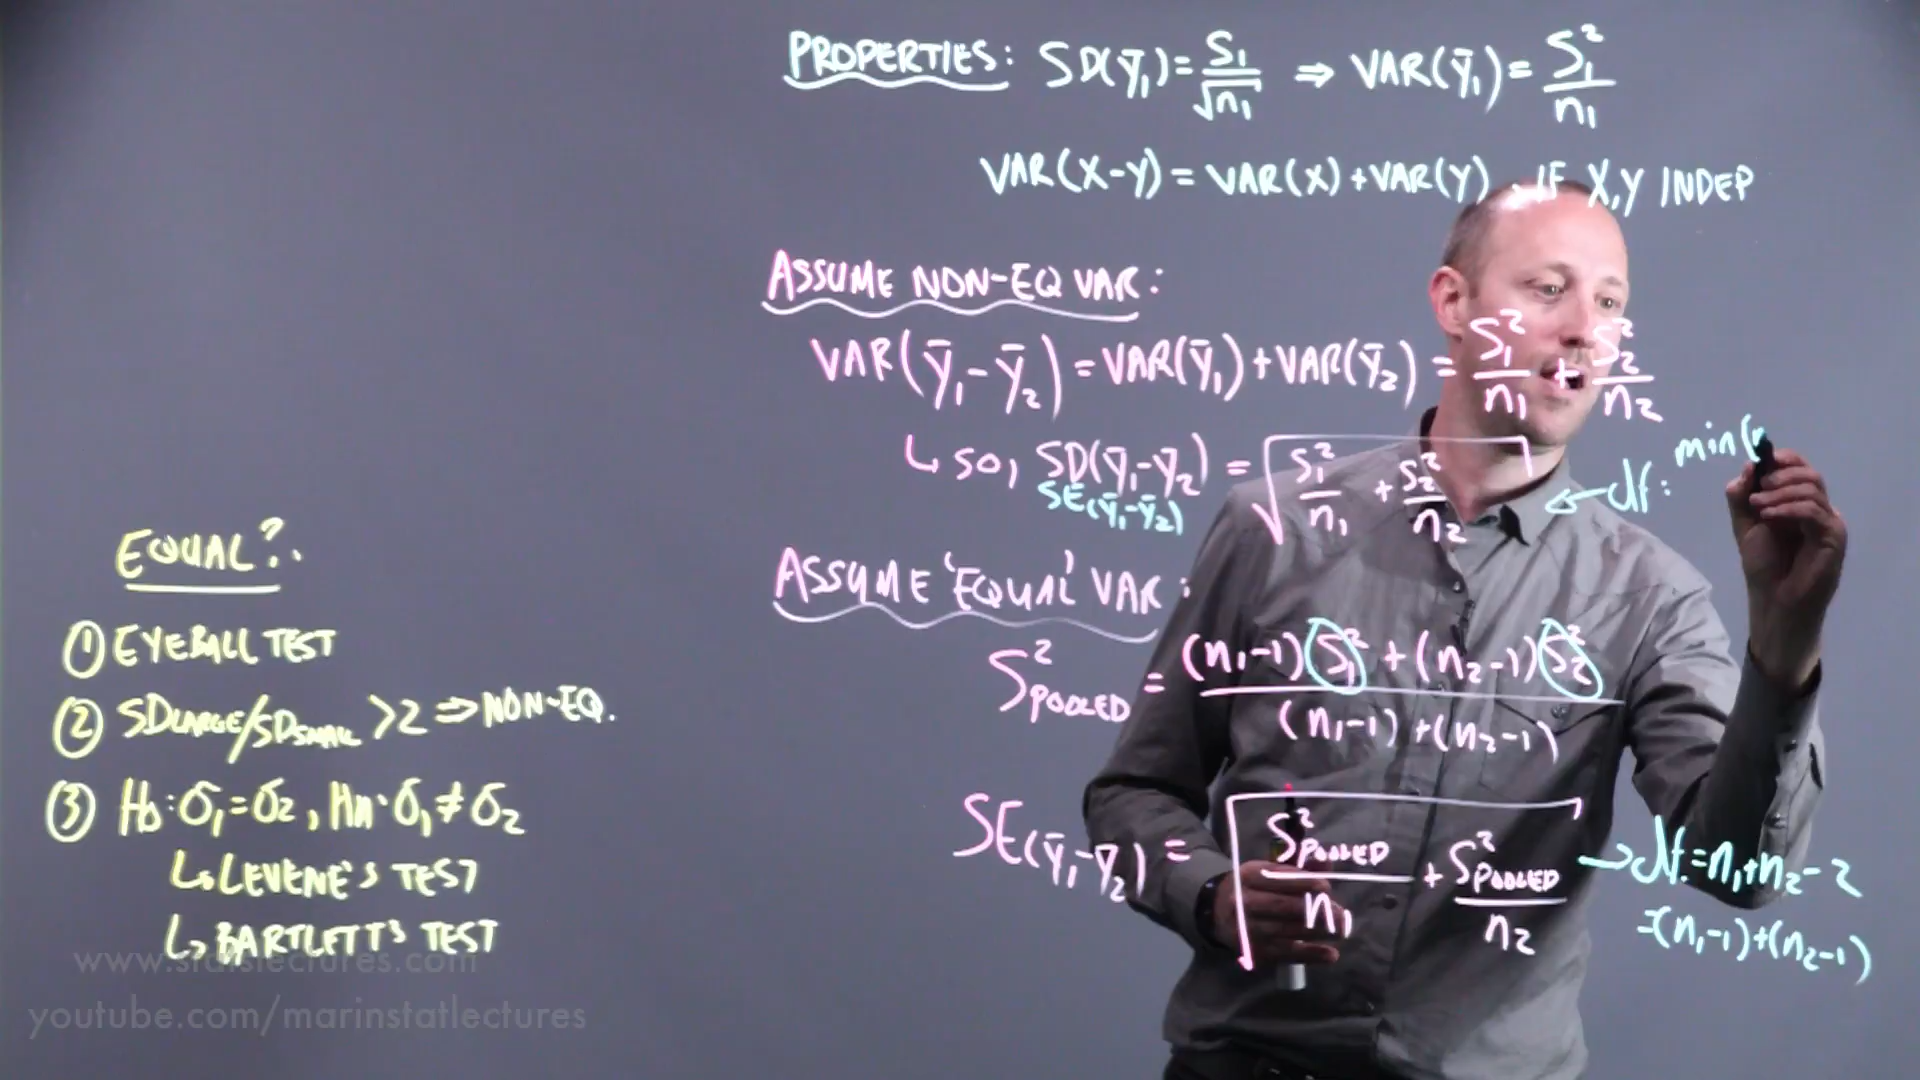 PROPERTIES: SD(ȳ₁) = S₁/√n₁ ⇒ VAR(ȳ₁) = S₁²/n₁
VAR(X-Y) = VAR(X) + VAR(Y), IF X,Y INDEP
ASSUME NON-EQ VAR:
VAR(ȳ₁-ȳ₂) = VAR(ȳ₁) + VAR(ȳ₂) = S₁²/n₁ + S₂²/n₂
↳ so, SD(ȳ₁-ȳ₂) = √(S₁²/n₁ + S₂²/n₂) ← df: min(
SE(ȳ₁-ȳ₂)
ASSUME 'EQUAL' VAR:
S²POOLED = ((n₁-1)S₁² + (n₂-1)S₂²)/((n₁-1)+(n₂-1))
SE(ȳ₁-ȳ₂) = √(S²POOLED/n₁ + S²POOLED/n₂) → df = n₁+n₂-2
=(n₁-1)+(n₂-1)
EQUAL?
① EYEBALL TEST
② SDLARGE/SDSMALL >2 ⇒ NON-EQ.
③ H₀: σ₁=σ₂, HA: σ₁≠σ₂
↳ LEVENE'S TEST
↳ BARTLETT'S TEST
www.statslectures.com
youtube.com/marinstatlectures